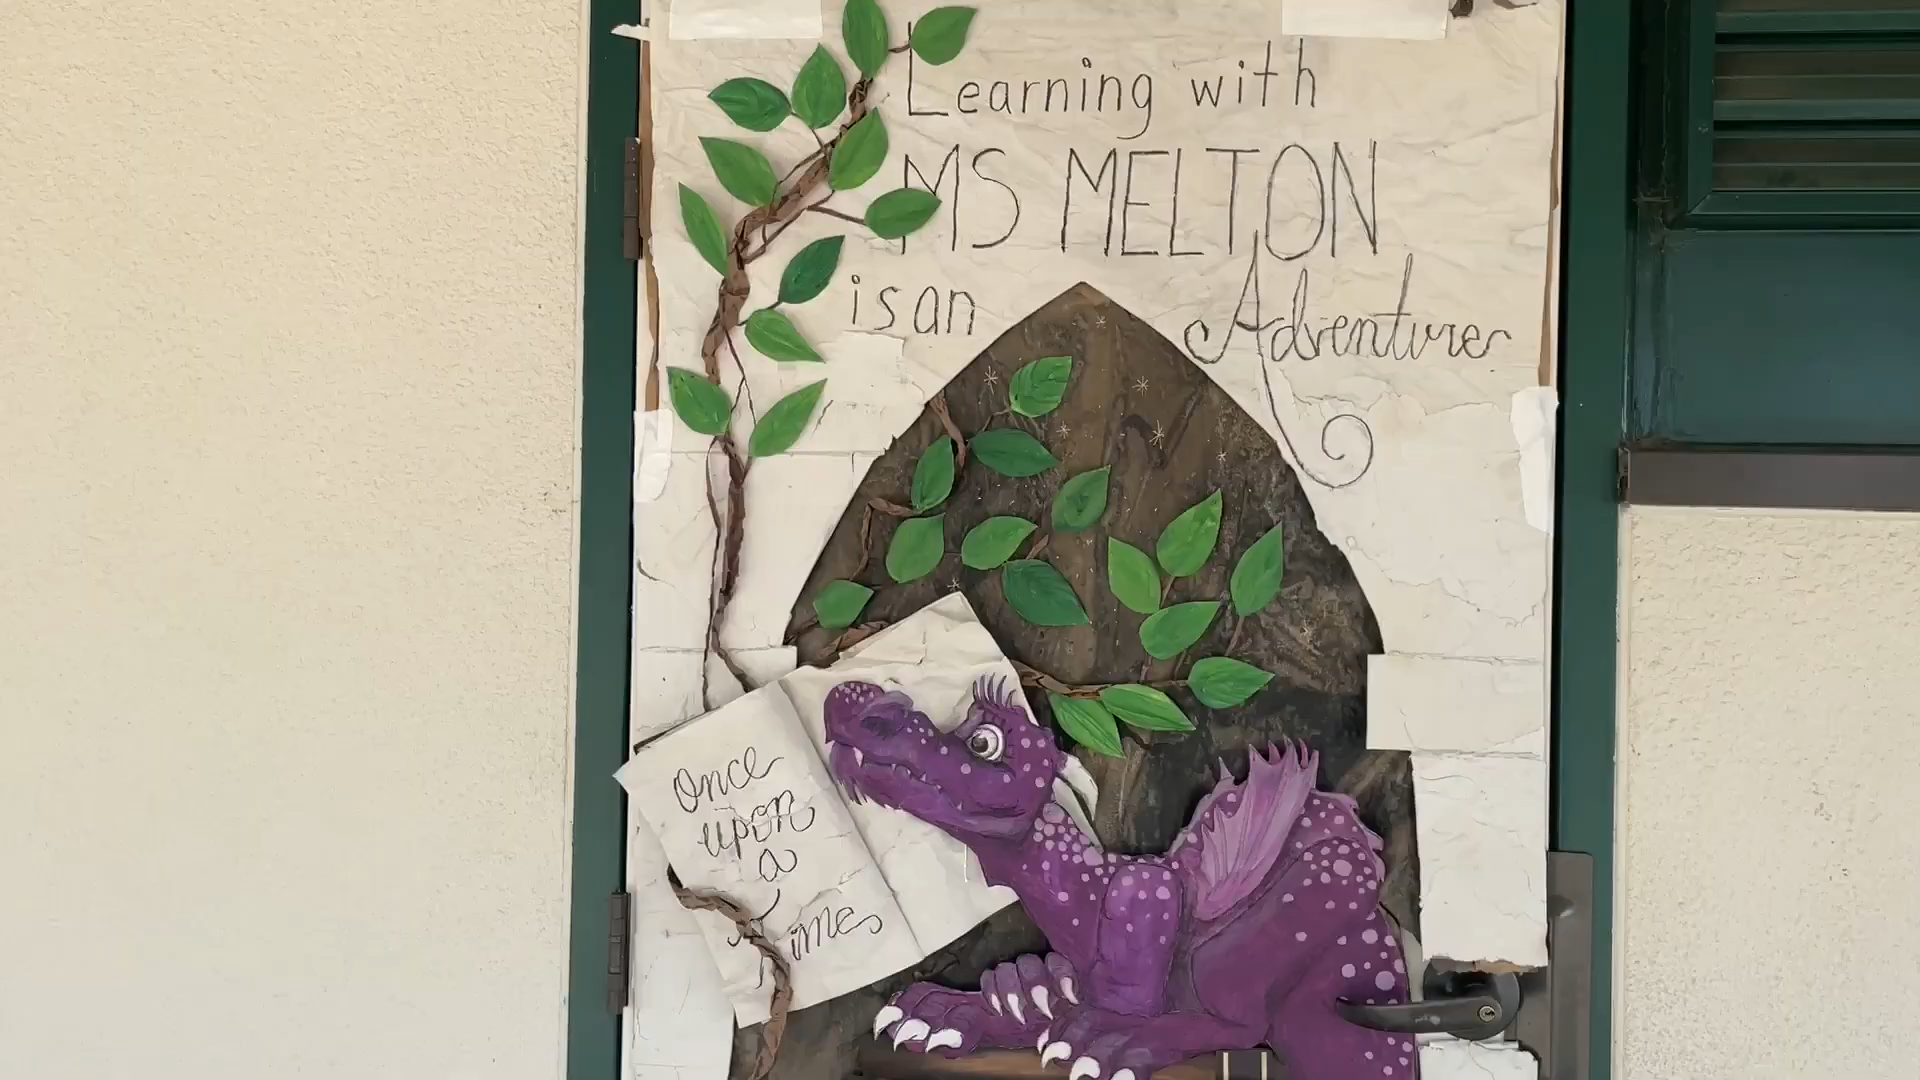 Learning with
MS MELTON
is an Adventure
Once
upon
a
Time